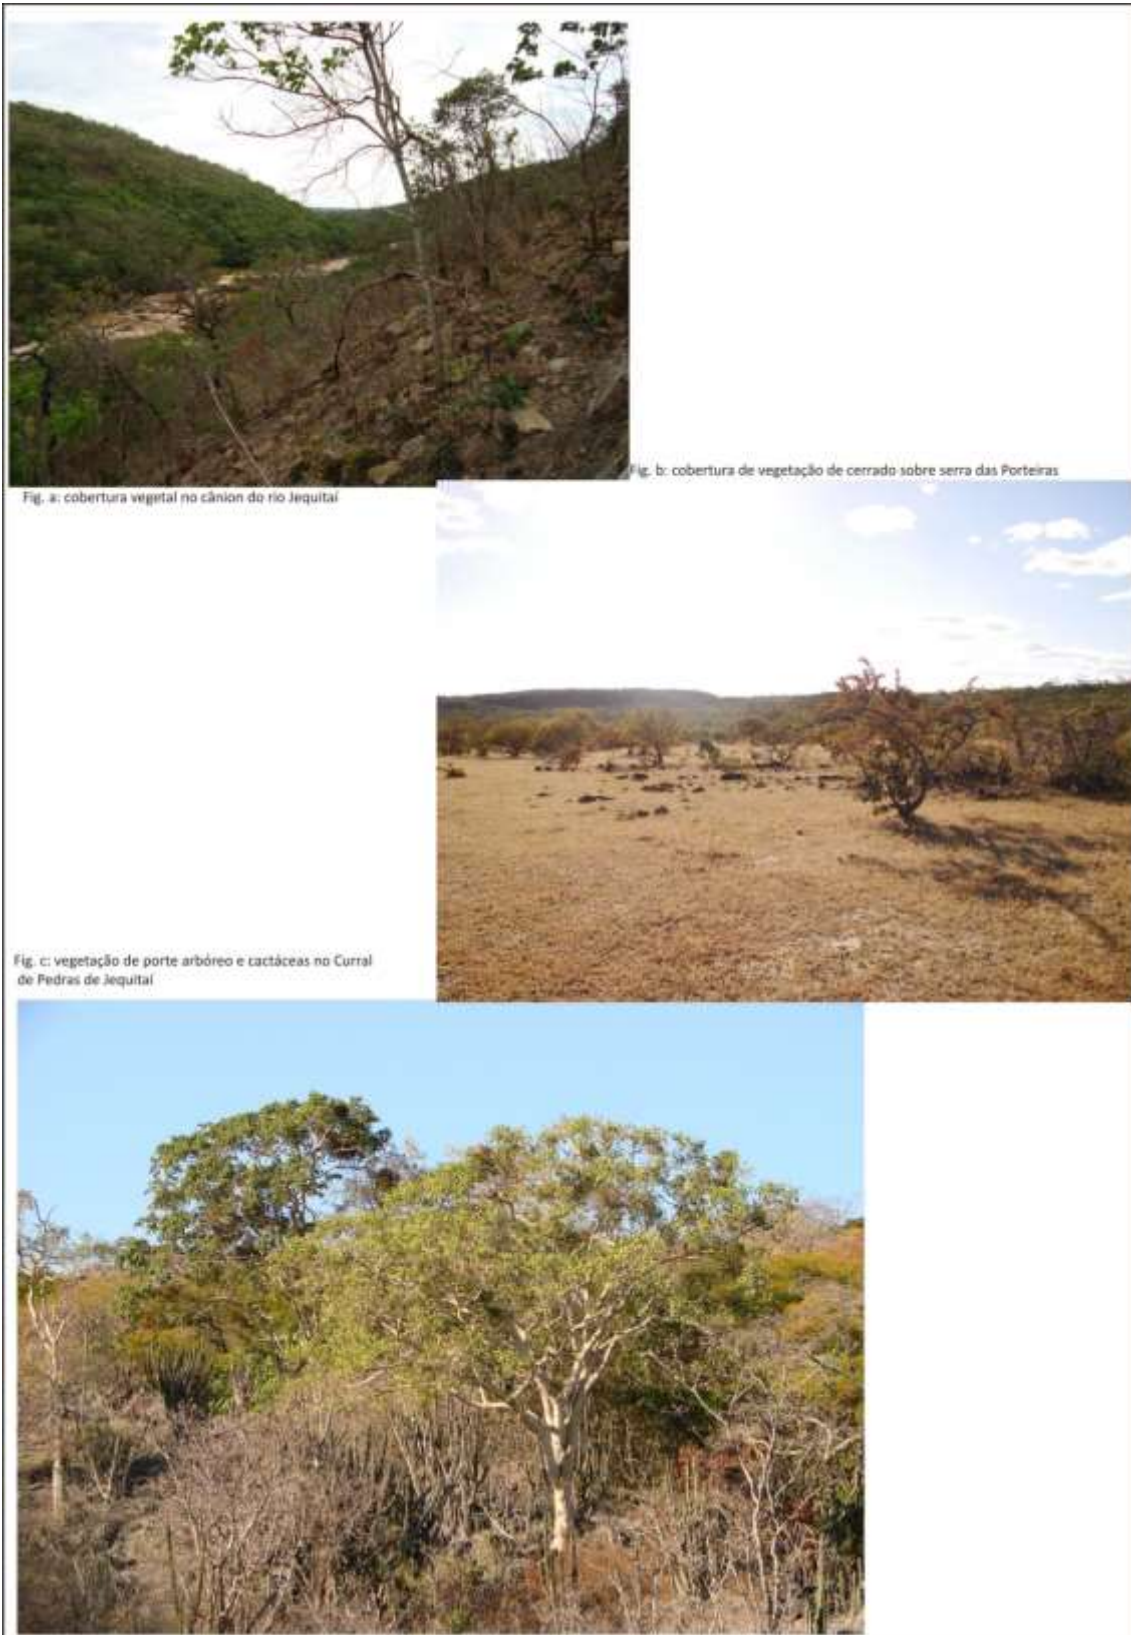 Fig. b: cobertura de vegetação de cerrado sobre serra das Porteiras
Fig. a: cobertura vegetal no cânion do rio Jequitaí
Fig. c: vegetação de porte arbóreo e cactáceas no Curral
de Pedras de Jequitaí